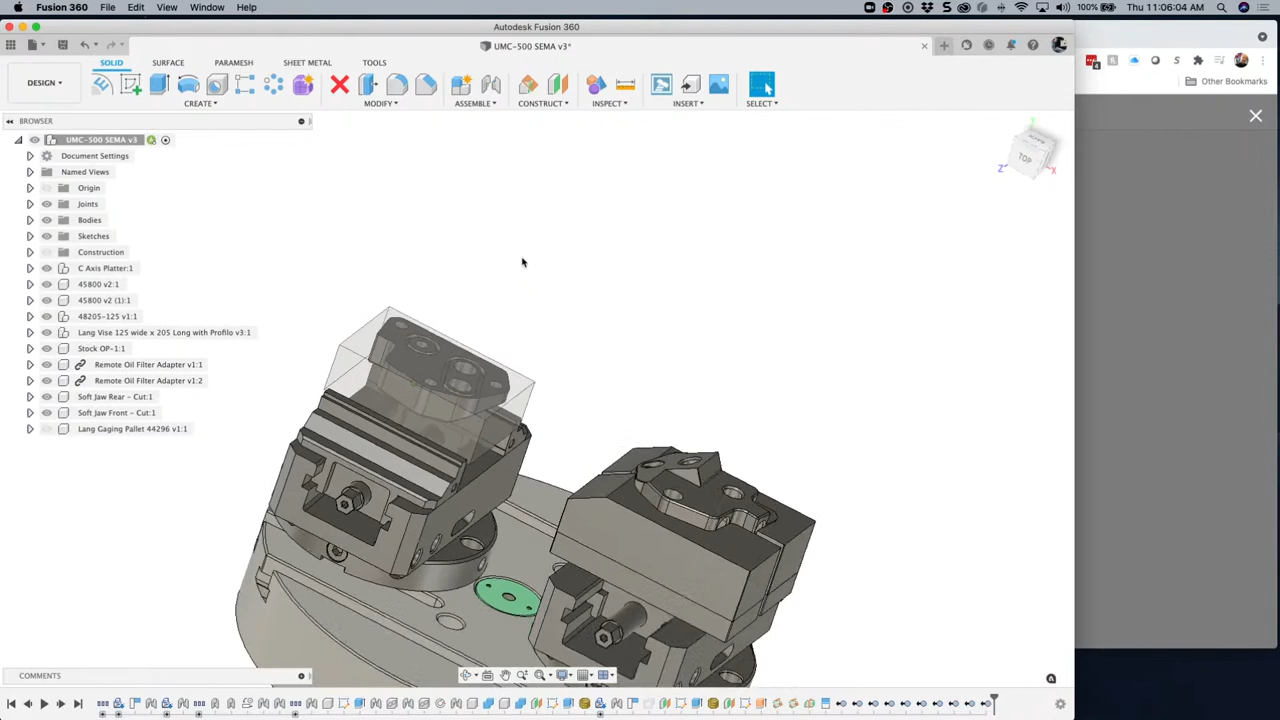 Fusion 360 File Edit View Window Help 100% Thu 11:06:04 AM
Autodesk Fusion 360
UMC-500 SEMA v3*
Other Bookmarks
DESIGN
SOLID SURFACE PARAMESH SHEET METAL TOOLS
CREATE MODIFY ASSEMBLE CONSTRUCT INSPECT INSERT SELECT
BROWSER
UMC-500 SEMA v3
Document Settings
Named Views
Origin
Joints
Bodies
Sketches
Construction
C Axis Platter:1
45800 v2:1
45800 v2 (1):1
48205-125 v1:1
Lang Vise 125 wide x 205 Long with Profilo v3:1
Stock OP-1:1
Remote Oil Filter Adapter v1:1
Remote Oil Filter Adapter v1:2
Soft Jaw Rear - Cut:1
Soft Jaw Front - Cut:1
Lang Gaging Pallet 44296 v1:1
BACK
TOP
Y
Z
X
COMMENTS